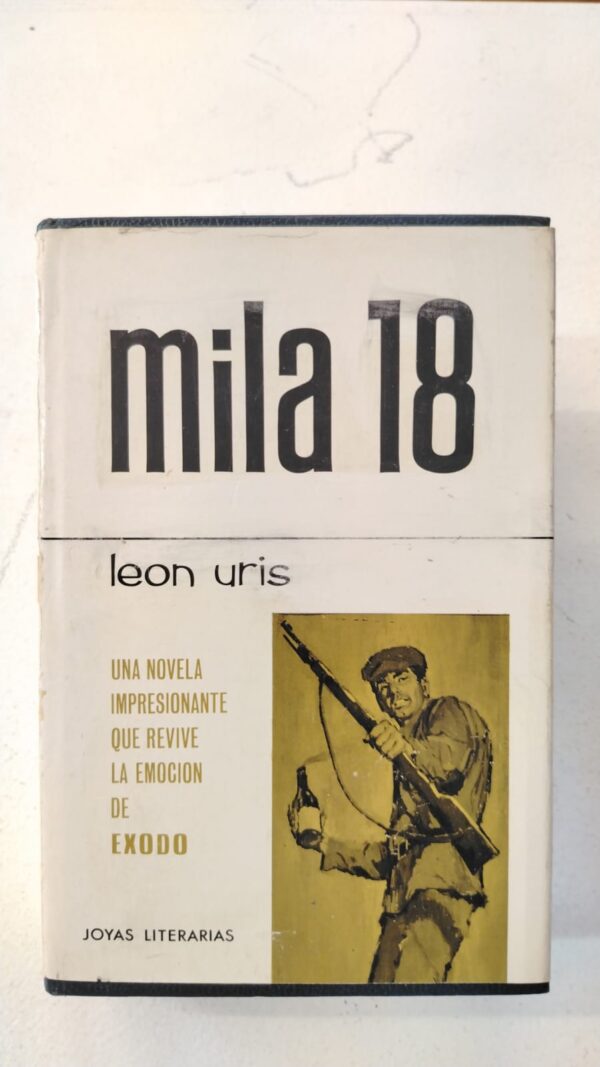 mila 18
leon uris
UNA NOVELA
IMPRESIONANTE
QUE REVIVE
LA EMOCION
DE
EXODO
JOYAS LITERARIAS